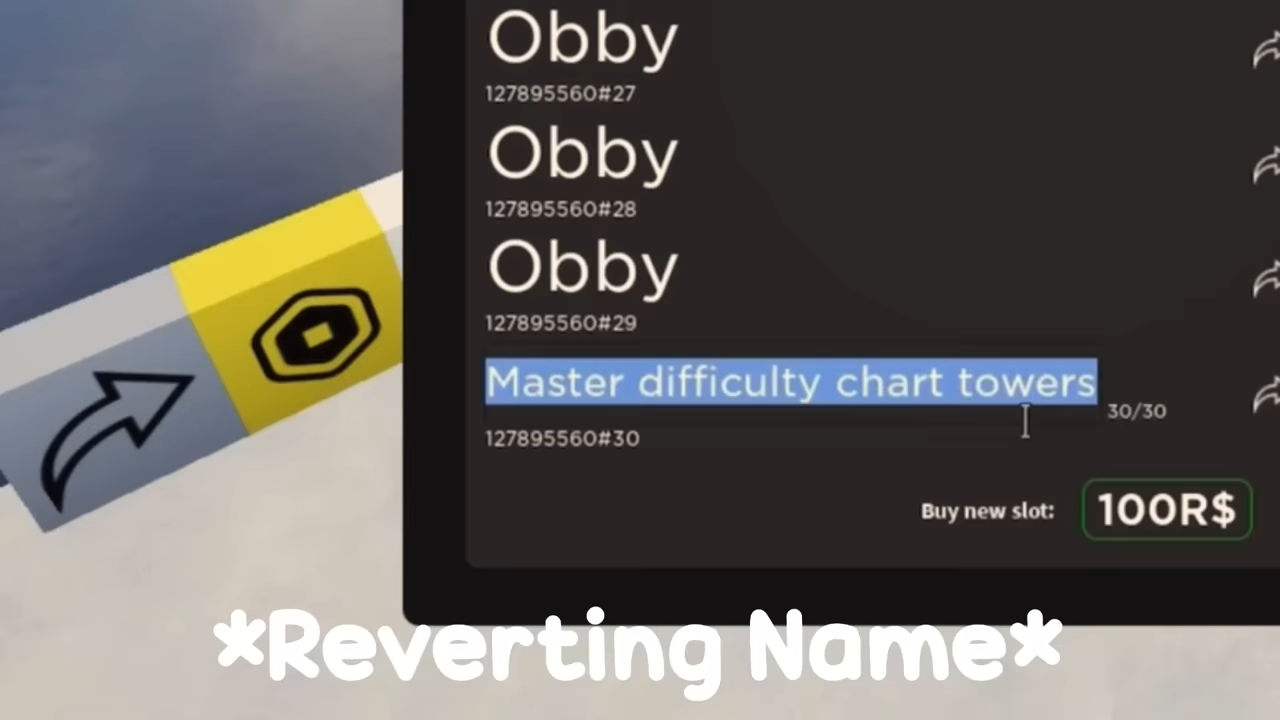 Obby
127895560#27
Obby
127895560#28
Obby
127895560#29
Master difficulty chart towers
30/30
127895560#30
Buy new slot:
100R$
*Reverting Name*